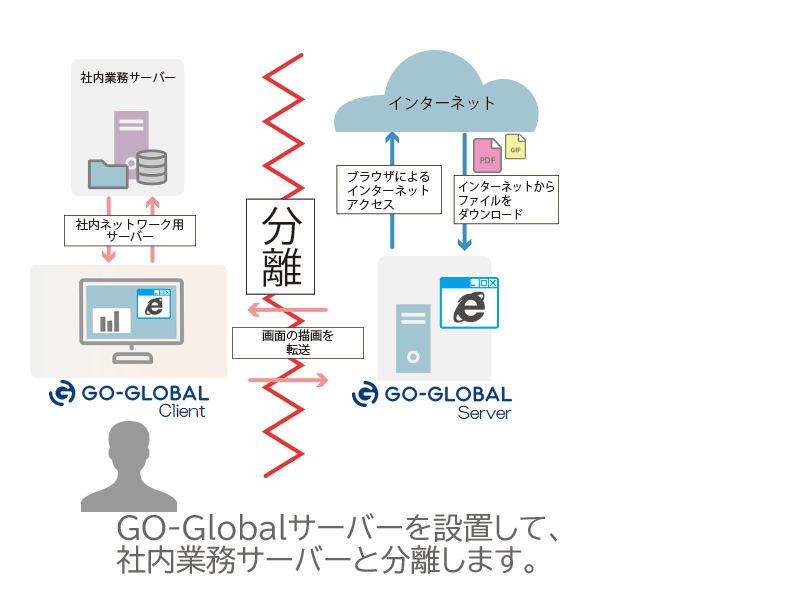 社内業務サーバー
インターネット
PDF
GIF
ブラウザによる
インターネット
アクセス
インターネットから
ファイルを
ダウンロード
社内ネットワーク用
サーバー
分
離
画面の描画を
転送
GO-GLOBAL
Client
GO-GLOBAL
Server
GO-Globalサーバーを設置して、
社内業務サーバーと分離します。